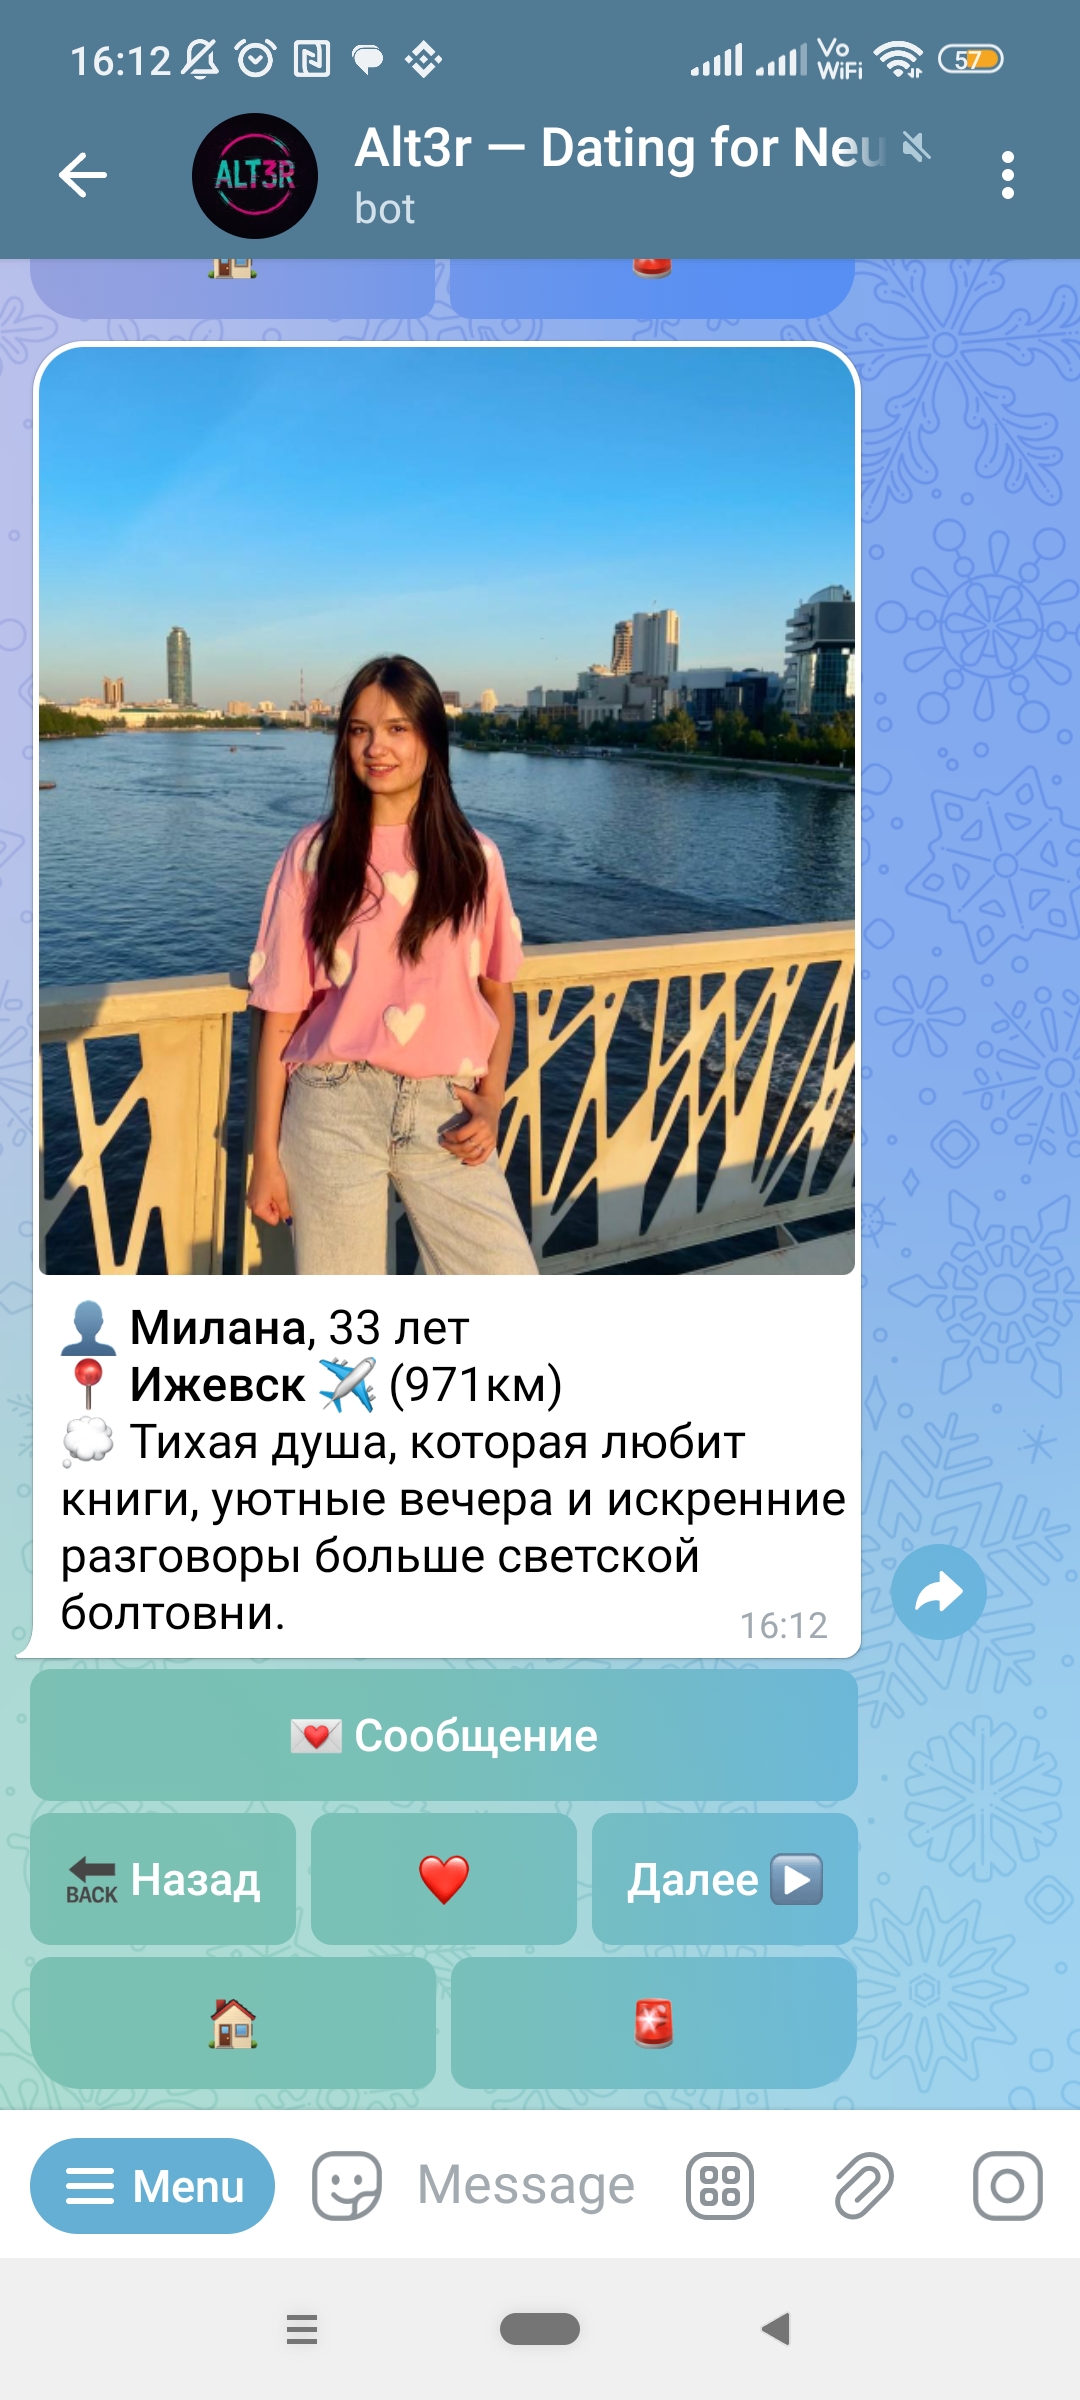 16:12
Vo
WiFi
57
Alt3r — Dating for Neu
ALT3R
bot
Милана, 33 лет
Ижевск (971км)
Тихая душа, которая любит
книги, уютные вечера и искренние
разговоры больше светской
болтовни.
16:12
Сообщение
BACK Назад
Далее
Menu
Message